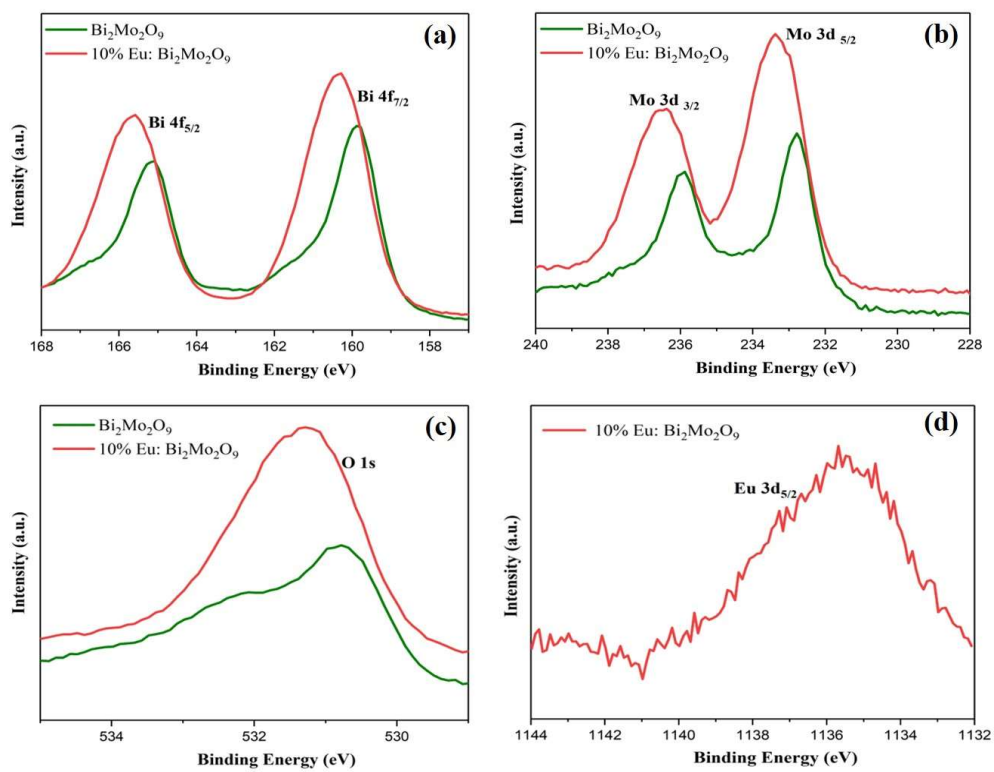 (a)
Bi₂Mo₂O₉
10% Eu: Bi₂Mo₂O₉
Bi 4f₅/₂
Bi 4f₇/₂
Intensity (a.u.)
168 166 164 162 160 158
Binding Energy (eV)
(b)
Bi₂Mo₂O₉
10% Eu: Bi₂Mo₂O₉
Mo 3d ₃/₂
Mo 3d ₅/₂
Intensity (a.u.)
240 238 236 234 232 230 228
Binding Energy (eV)
(c)
Bi₂Mo₂O₉
10% Eu: Bi₂Mo₂O₉
O 1s
Intensity (a.u.)
534 532 530
Binding Energy (eV)
(d)
10% Eu: Bi₂Mo₂O₉
Eu 3d₅/₂
Intensity (a.u.)
1144 1142 1140 1138 1137 1136 1134 1132
Binding Energy (eV)